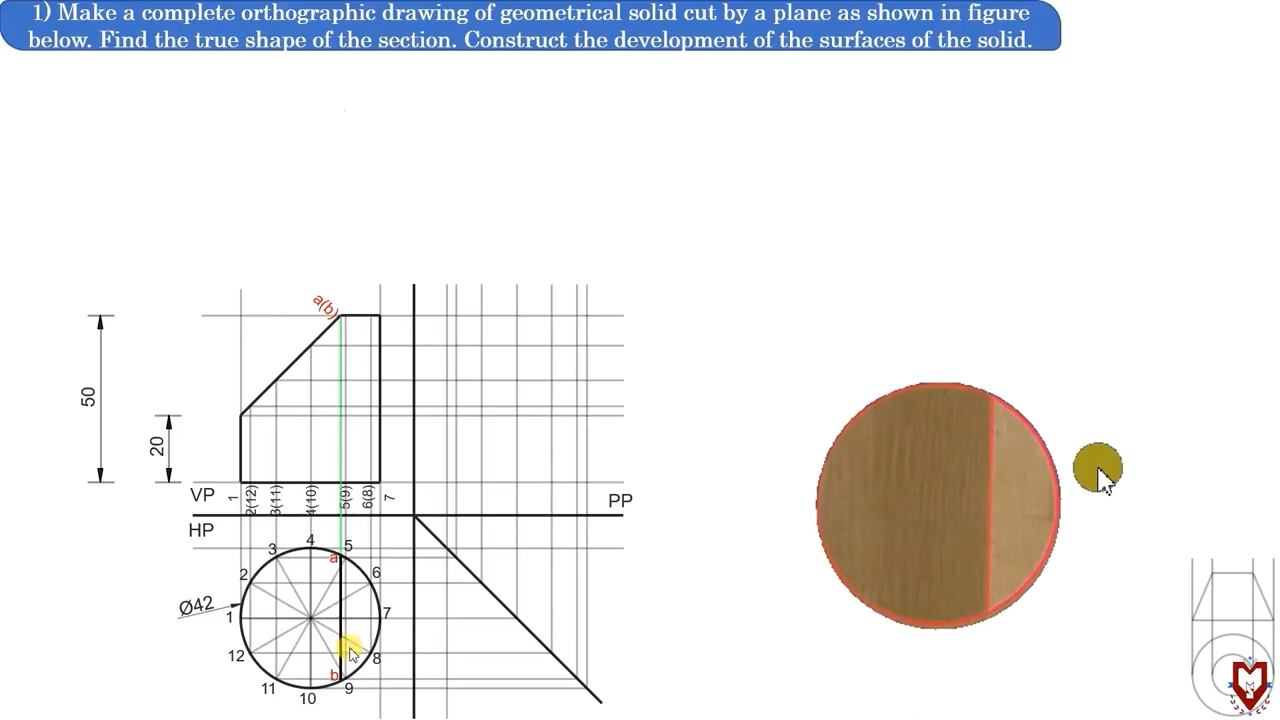 1) Make a complete orthographic drawing of geometrical solid cut by a plane as shown in figure
below. Find the true shape of the section. Construct the development of the surfaces of the solid.
a(b)
50
20
VP
1
2(12)
3(11)
4(10)
5(9)
6(8)
7
PP
HP
4
3
5
a
2
6
Ø42
1
7
12
8
b
11
9
10